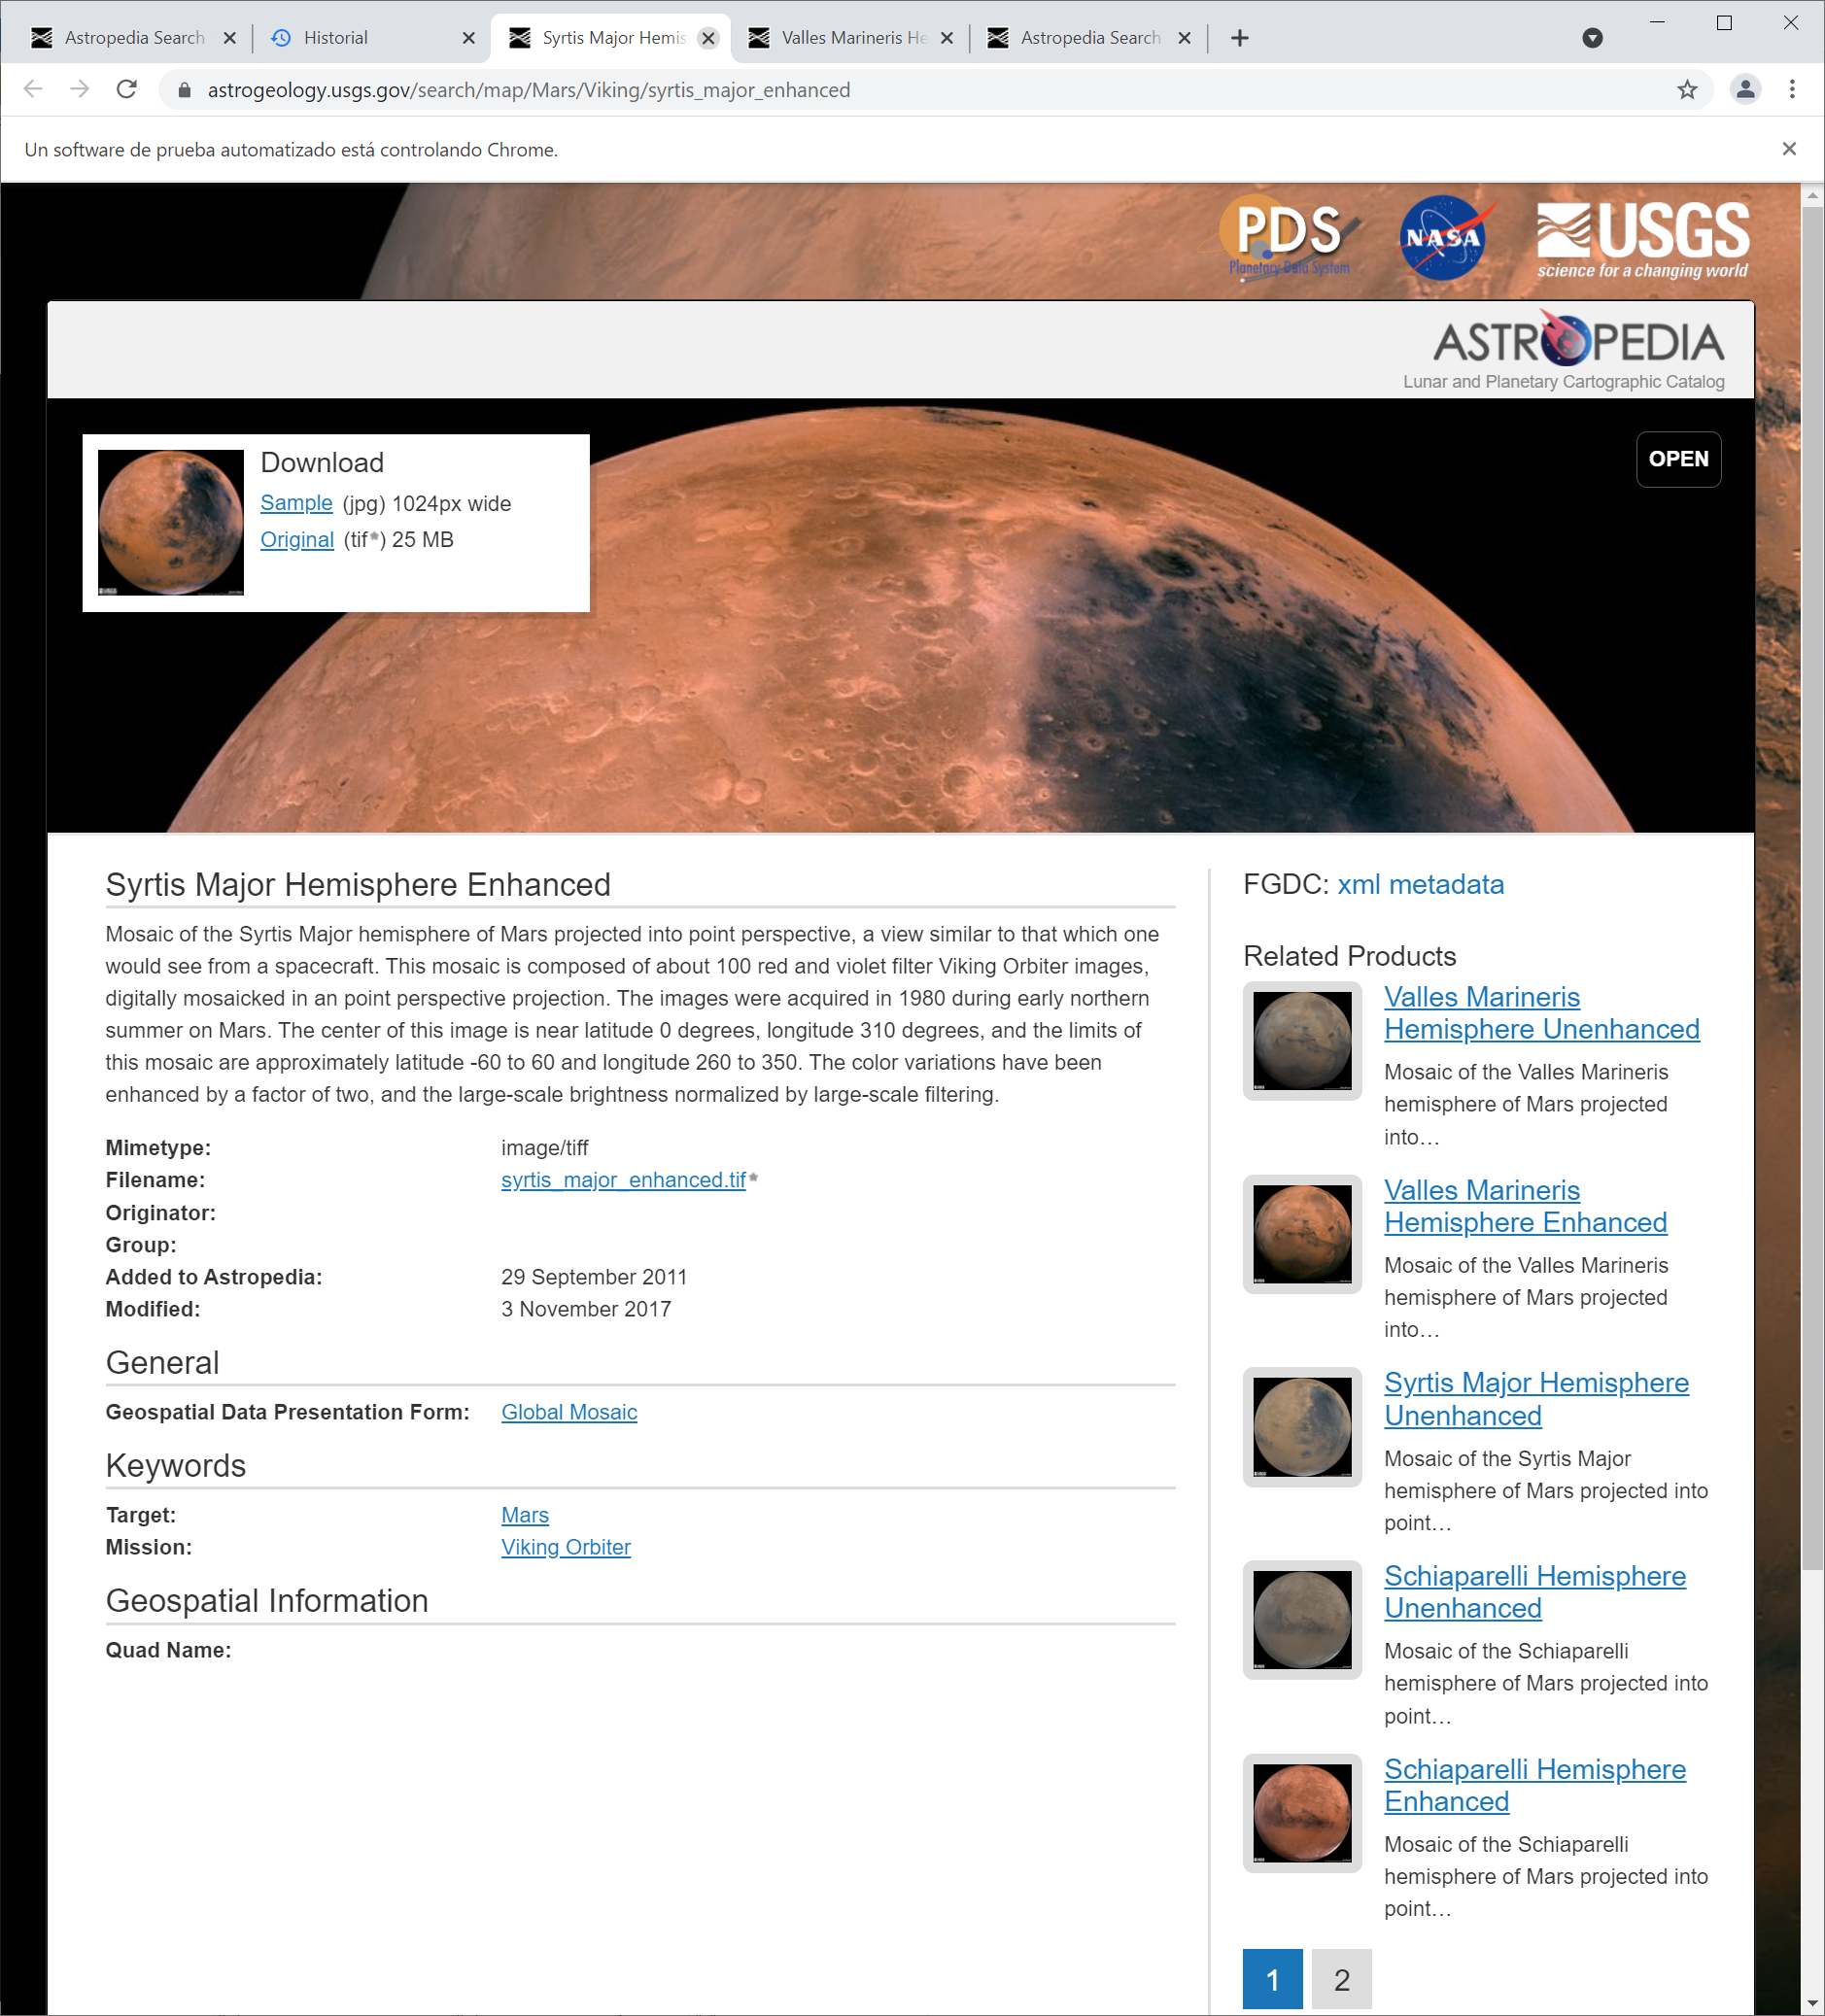 Astropedia Search
Historial
Syrtis Major Hemis
Valles Marineris He
Astropedia Search
astrogeology.usgs.gov/search/map/Mars/Viking/syrtis_major_enhanced
Un software de prueba automatizado está controlando Chrome.
PDS
Planetary Data System
NASA
USGS
science for a changing world
ASTROPEDIA
Lunar and Planetary Cartographic Catalog
Download
Sample (jpg) 1024px wide
Original (tif*) 25 MB
OPEN
Syrtis Major Hemisphere Enhanced
Mosaic of the Syrtis Major hemisphere of Mars projected into point perspective, a view similar to that which one
would see from a spacecraft. This mosaic is composed of about 100 red and violet filter Viking Orbiter images,
digitally mosaicked in an point perspective projection. The images were acquired in 1980 during early northern
summer on Mars. The center of this image is near latitude 0 degrees, longitude 310 degrees, and the limits of
this mosaic are approximately latitude -60 to 60 and longitude 260 to 350. The color variations have been
enhanced by a factor of two, and the large-scale brightness normalized by large-scale filtering.
Mimetype: image/tiff
Filename: syrtis_major_enhanced.tif*
Originator:
Group:
Added to Astropedia: 29 September 2011
Modified: 3 November 2017
General
Geospatial Data Presentation Form: Global Mosaic
Keywords
Target: Mars
Mission: Viking Orbiter
Geospatial Information
Quad Name:
FGDC: xml metadata
Related Products
Valles Marineris
Hemisphere Unenhanced
Mosaic of the Valles Marineris
hemisphere of Mars projected
into…
Valles Marineris
Hemisphere Enhanced
Mosaic of the Valles Marineris
hemisphere of Mars projected
into…
Syrtis Major Hemisphere
Unenhanced
Mosaic of the Syrtis Major
hemisphere of Mars projected into
point…
Schiaparelli Hemisphere
Unenhanced
Mosaic of the Schiaparelli
hemisphere of Mars projected into
point…
Schiaparelli Hemisphere
Enhanced
Mosaic of the Schiaparelli
hemisphere of Mars projected into
point…
1 2